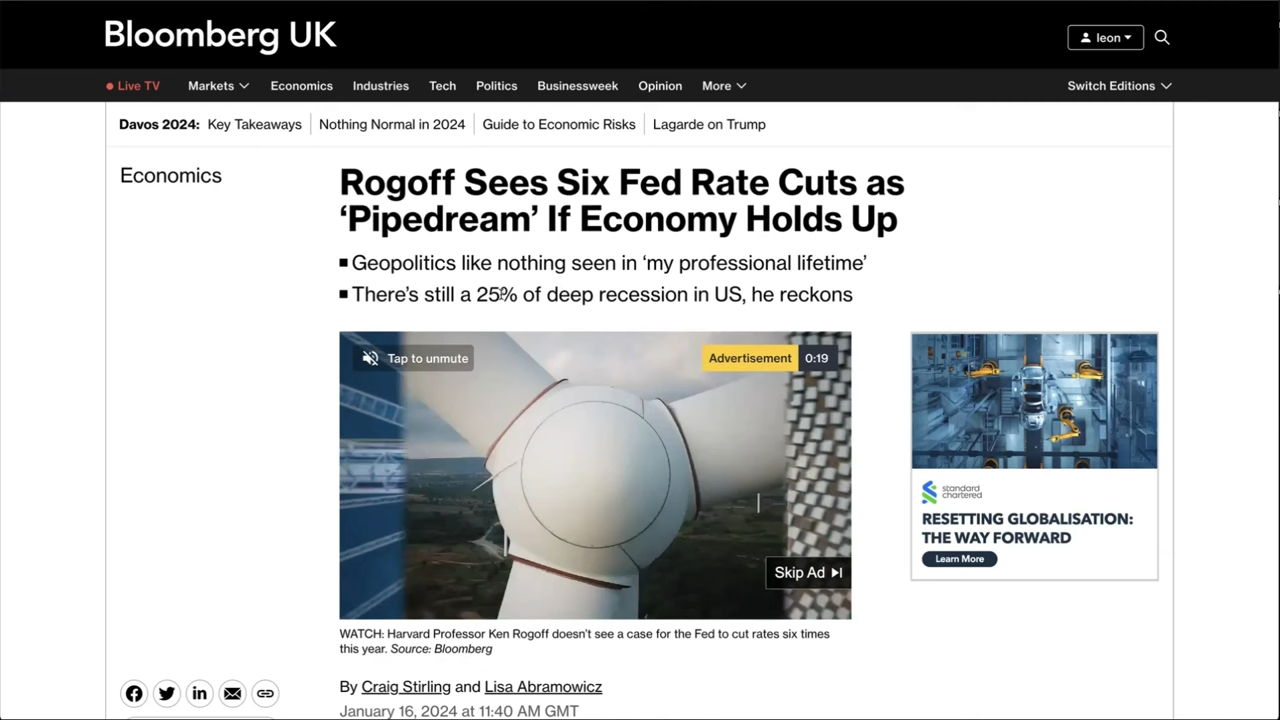 Bloomberg UK
leon
Live TV
Markets
Economics
Industries
Tech
Politics
Businessweek
Opinion
More
Switch Editions
Davos 2024:
Key Takeaways
Nothing Normal in 2024
Guide to Economic Risks
Lagarde on Trump
Economics
Rogoff Sees Six Fed Rate Cuts as
‘Pipedream’ If Economy Holds Up
Geopolitics like nothing seen in ‘my professional lifetime’
There’s still a 25% of deep recession in US, he reckons
Tap to unmute
Advertisement
0:19
Skip Ad
standard
chartered
RESETTING GLOBALISATION:
THE WAY FORWARD
Learn More
WATCH: Harvard Professor Ken Rogoff doesn’t see a case for the Fed to cut rates six times
this year. Source: Bloomberg
By Craig Stirling and Lisa Abramowicz
January 16, 2024 at 11:40 AM GMT